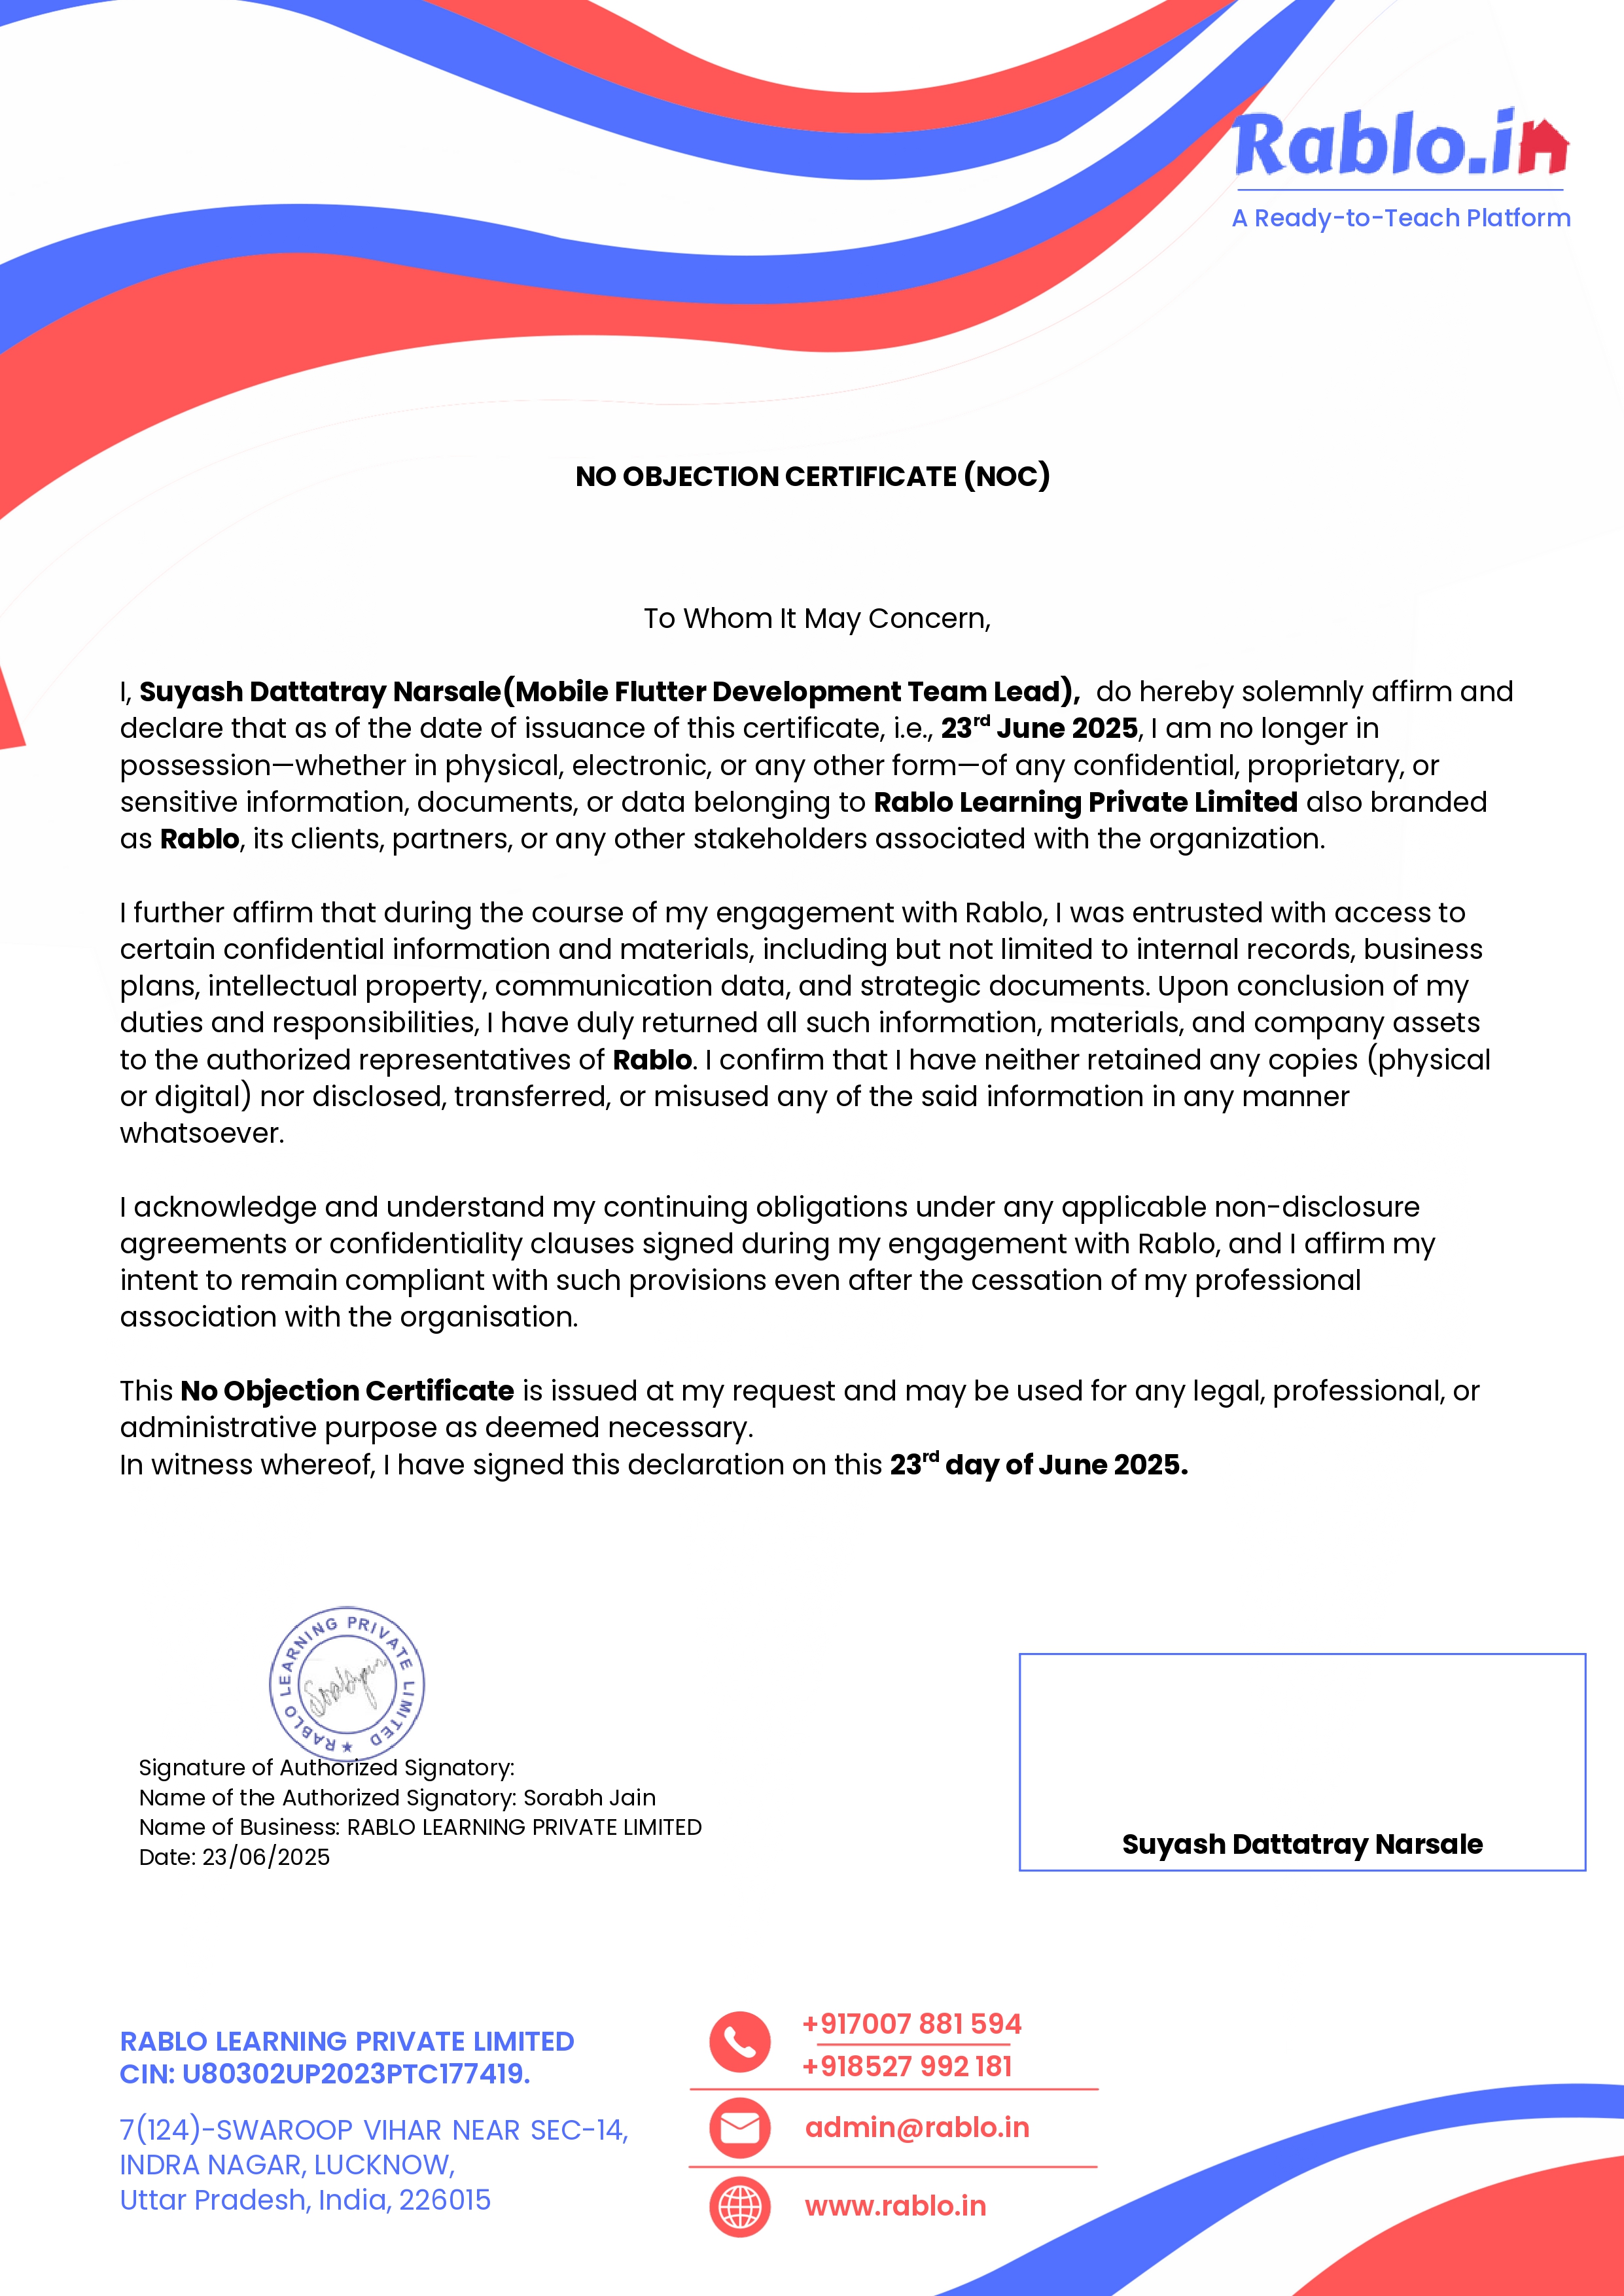 Rablo.in
A Ready-to-Teach Platform
NO OBJECTION CERTIFICATE (NOC)
To Whom It May Concern,
I, Suyash Dattatray Narsale(Mobile Flutter Development Team Lead), do hereby solemnly affirm and
declare that as of the date of issuance of this certificate, i.e., 23rd June 2025, I am no longer in
possession—whether in physical, electronic, or any other form—of any confidential, proprietary, or
sensitive information, documents, or data belonging to Rablo Learning Private Limited also branded
as Rablo, its clients, partners, or any other stakeholders associated with the organization.
I further affirm that during the course of my engagement with Rablo, I was entrusted with access to
certain confidential information and materials, including but not limited to internal records, business
plans, intellectual property, communication data, and strategic documents. Upon conclusion of my
duties and responsibilities, I have duly returned all such information, materials, and company assets
to the authorized representatives of Rablo. I confirm that I have neither retained any copies (physical
or digital) nor disclosed, transferred, or misused any of the said information in any manner
whatsoever.
I acknowledge and understand my continuing obligations under any applicable non-disclosure
agreements or confidentiality clauses signed during my engagement with Rablo, and I affirm my
intent to remain compliant with such provisions even after the cessation of my professional
association with the organisation.
This No Objection Certificate is issued at my request and may be used for any legal, professional, or
administrative purpose as deemed necessary.
In witness whereof, I have signed this declaration on this 23rd day of June 2025.
RABLO LEARNING PRIVATE LIMITED
Signature of Authorized Signatory:
Name of the Authorized Signatory: Sorabh Jain
Name of Business: RABLO LEARNING PRIVATE LIMITED
Date: 23/06/2025
Suyash Dattatray Narsale
RABLO LEARNING PRIVATE LIMITED
CIN: U80302UP2023PTC177419.
7(124)-SWAROOP VIHAR NEAR SEC-14,
INDRA NAGAR, LUCKNOW,
Uttar Pradesh, India, 226015
+917007 881 594
+918527 992 181
admin@rablo.in
www.rablo.in